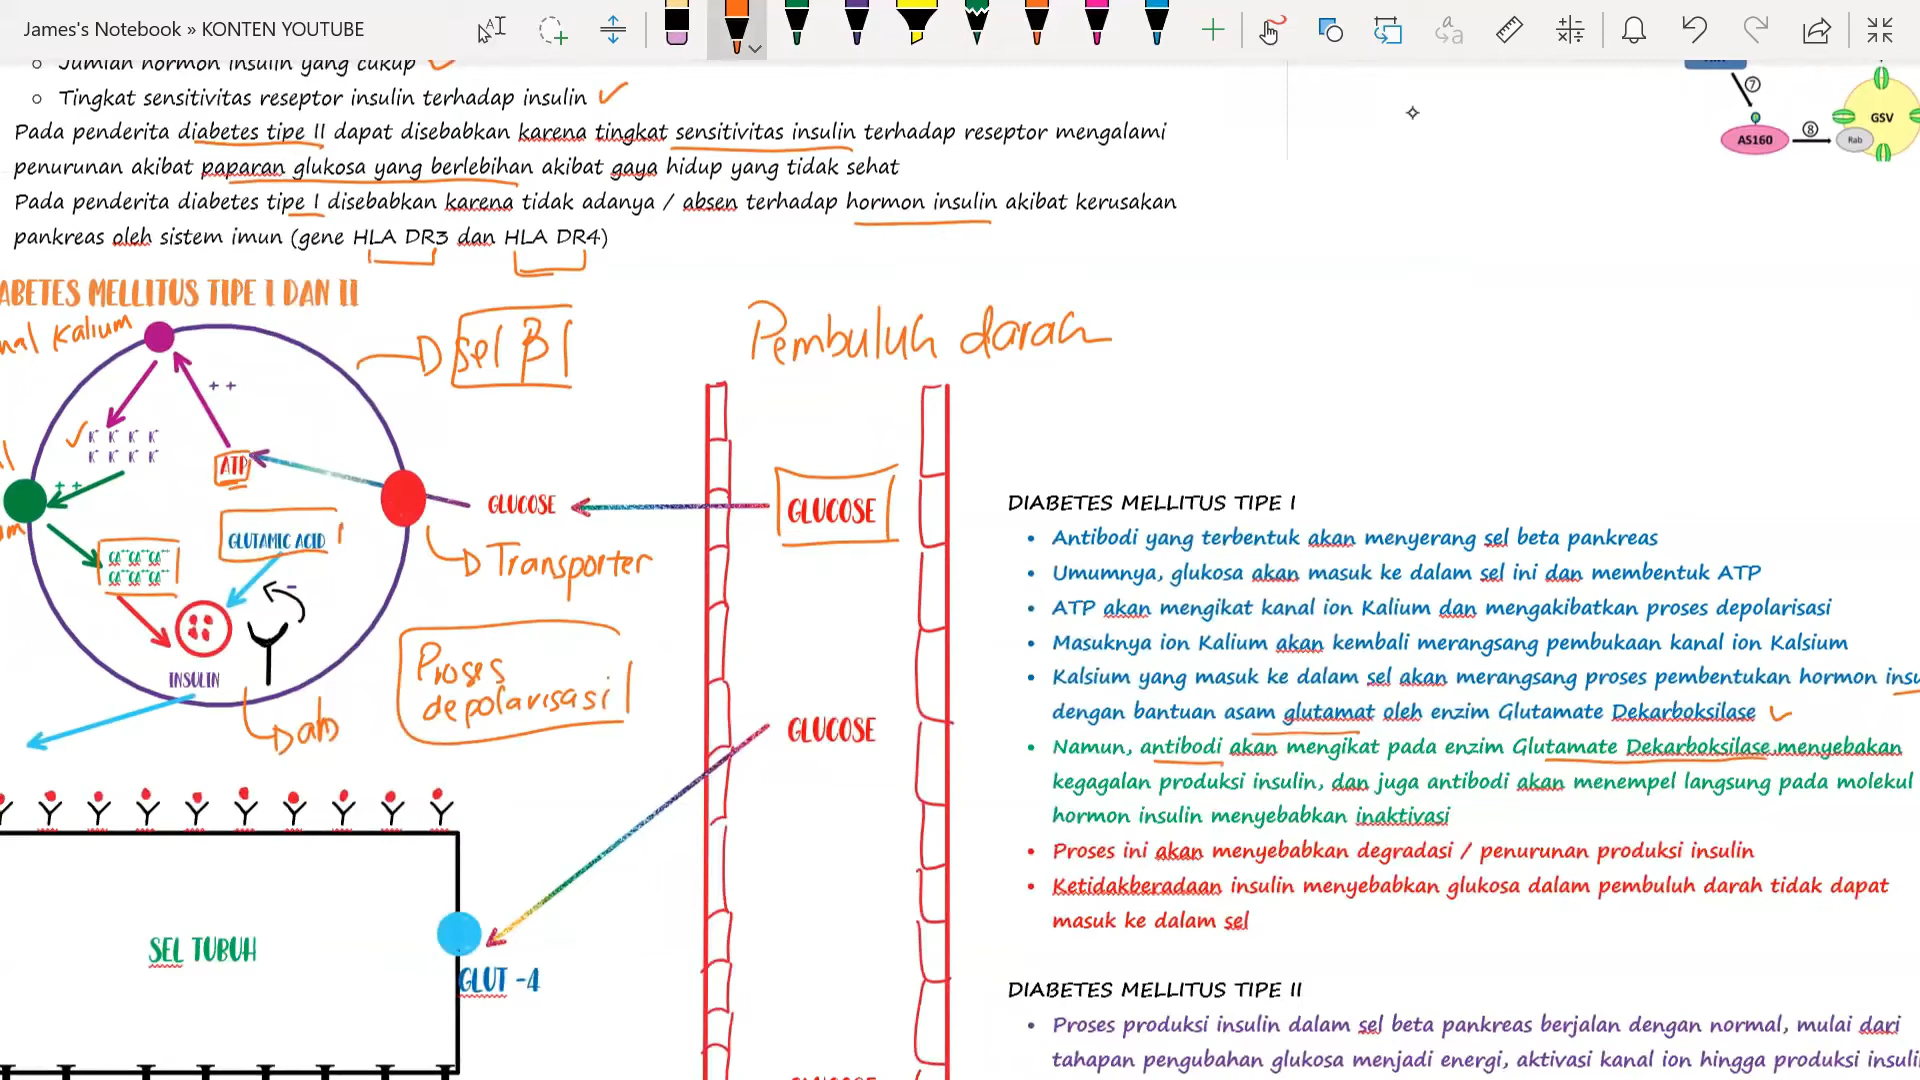 James's Notebook » KONTEN YOUTUBE
Jumlah hormon insulin yang cukup
Tingkat sensitivitas reseptor insulin terhadap insulin
Pada penderita diabetes tipe II dapat disebabkan karena tingkat sensitivitas insulin terhadap reseptor mengalami
penurunan akibat paparan glukosa yang berlebihan akibat gaya hidup yang tidak sehat
Pada penderita diabetes tipe I disebabkan karena tidak adanya / absen terhadap hormon insulin akibat kerusakan
pankreas oleh sistem imun (gene HLA DR3 dan HLA DR4)
7
AS160
8
Rab
GSV
ABETES MELLITUS TIPE I DAN II
nal Kalium
sel β
Pembuluh darah
+ +
K+ K+ K+ K+
K+ K+ K+ K+
ATP
+ +
GLUCOSE
GLUCOSE
Transporter
GLUTAMIC ACID
CA++CA++CA++
CA++CA++CA++
-
INSULIN
Proses
depolarisasi
ab
GLUCOSE
SEL TUBUH
GLUT -4
DIABETES MELLITUS TIPE I
Antibodi yang terbentuk akan menyerang sel beta pankreas
Umumnya, glukosa akan masuk ke dalam sel ini dan membentuk ATP
ATP akan mengikat kanal ion Kalium dan mengakibatkan proses depolarisasi
Masuknya ion Kalium akan kembali merangsang pembukaan kanal ion Kalsium
Kalsium yang masuk ke dalam sel akan merangsang proses pembentukan hormon insu
dengan bantuan asam glutamat oleh enzim Glutamate Dekarboksilase
Namun, antibodi akan mengikat pada enzim Glutamate Dekarboksilase,menyebakan
kegagalan produksi insulin, dan juga antibodi akan menempel langsung pada molekul
hormon insulin menyebabkan inaktivasi
Proses ini akan menyebabkan degradasi / penurunan produksi insulin
Ketidakberadaan insulin menyebabkan glukosa dalam pembuluh darah tidak dapat
masuk ke dalam sel
DIABETES MELLITUS TIPE II
Proses produksi insulin dalam sel beta pankreas berjalan dengan normal, mulai dari
tahapan pengubahan glukosa menjadi energi, aktivasi kanal ion hingga produksi insulin